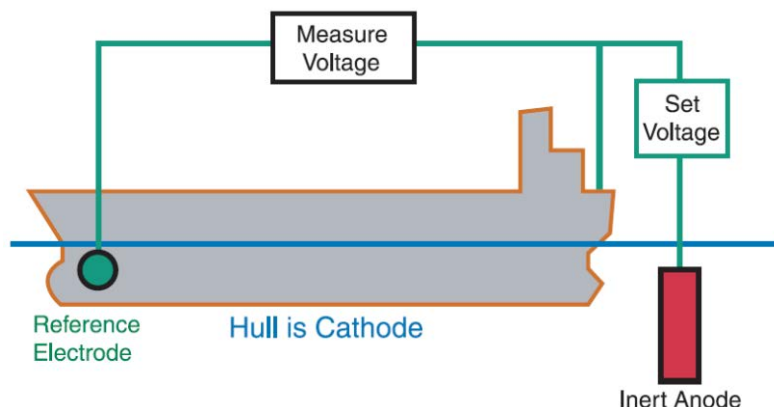 Measure
Voltage
Set
Voltage
Reference
Electrode
Hull is Cathode
Inert Anode